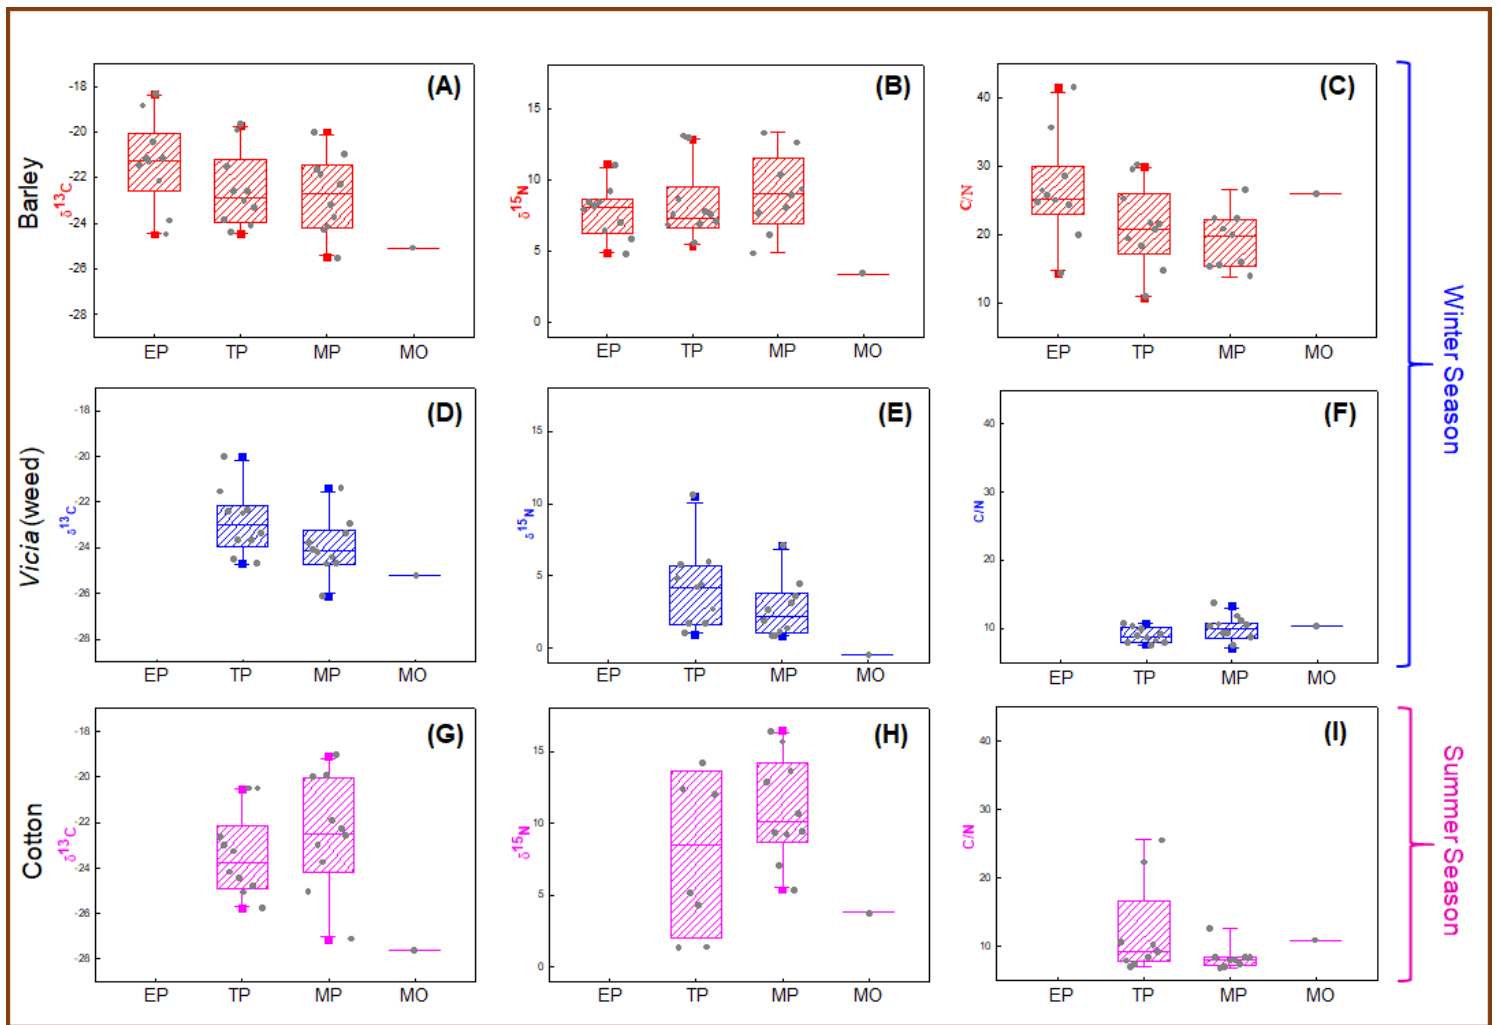 (A)
-18
-20
-22
-24
-26
-28
δ13C
Barley
EP TP MP MO
(B)
15
10
5
0
δ15N
EP TP MP MO
(C)
40
30
20
10
C/N
EP TP MP MO
(D)
-18
-20
-22
-24
-26
-28
δ13C
Vicia (weed)
EP TP MP MO
(E)
15
10
5
0
δ15N
EP TP MP MO
(F)
40
30
20
10
C/N
EP TP MP MO
Winter Season
(G)
-18
-20
-22
-24
-26
-28
δ13C
Cotton
EP TP MP MO
(H)
15
10
5
0
δ15N
EP TP MP MO
(I)
40
30
20
10
C/N
EP TP MP MO
Summer Season